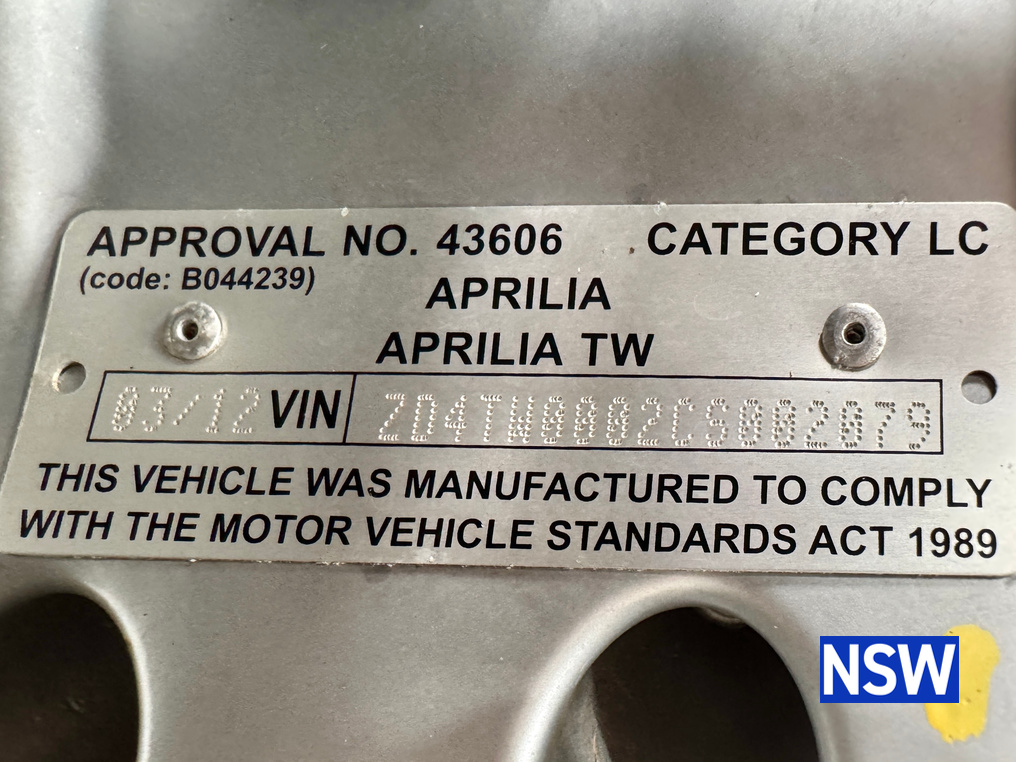 APPROVAL NO. 43606 CATEGORY LC
(code: B044239)
APRILIA
APRILIA TW
03/12 VIN ZD4TW0002CS002079
THIS VEHICLE WAS MANUFACTURED TO COMPLY
WITH THE MOTOR VEHICLE STANDARDS ACT 1989
NSW